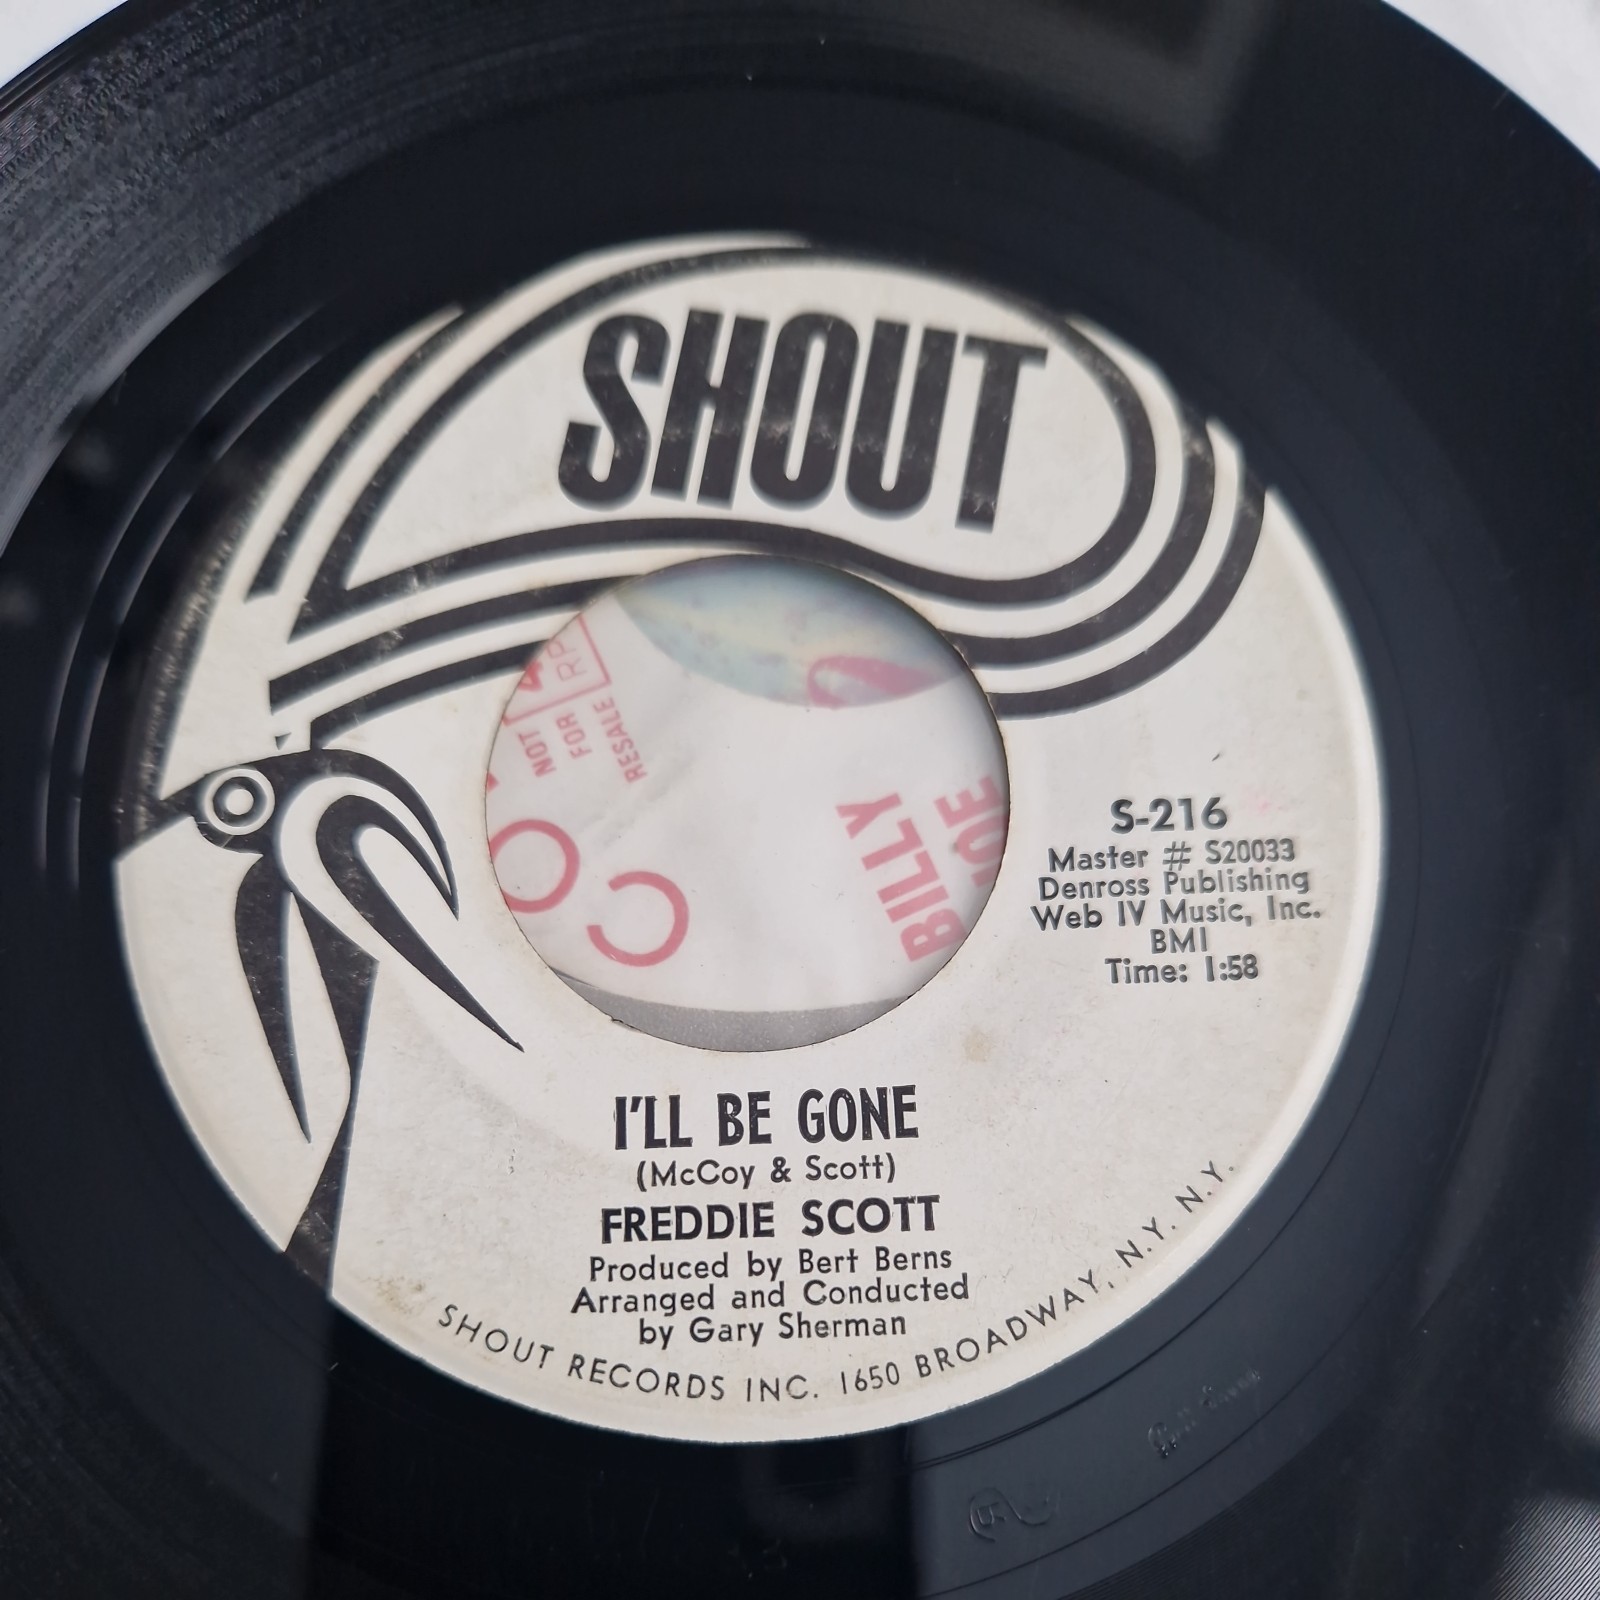 SHOUT
NOT
FOR
RESALE
CO
BILLY
JOE
S-216
Master # S20033
Denross Publishing
Web IV Music, Inc.
BMI
Time: 1:58
I'LL BE GONE
(McCoy & Scott)
FREDDIE SCOTT
Produced by Bert Berns
Arranged and Conducted
by Gary Sherman
SHOUT RECORDS INC. 1650 BROADWAY, N.Y. N.Y.